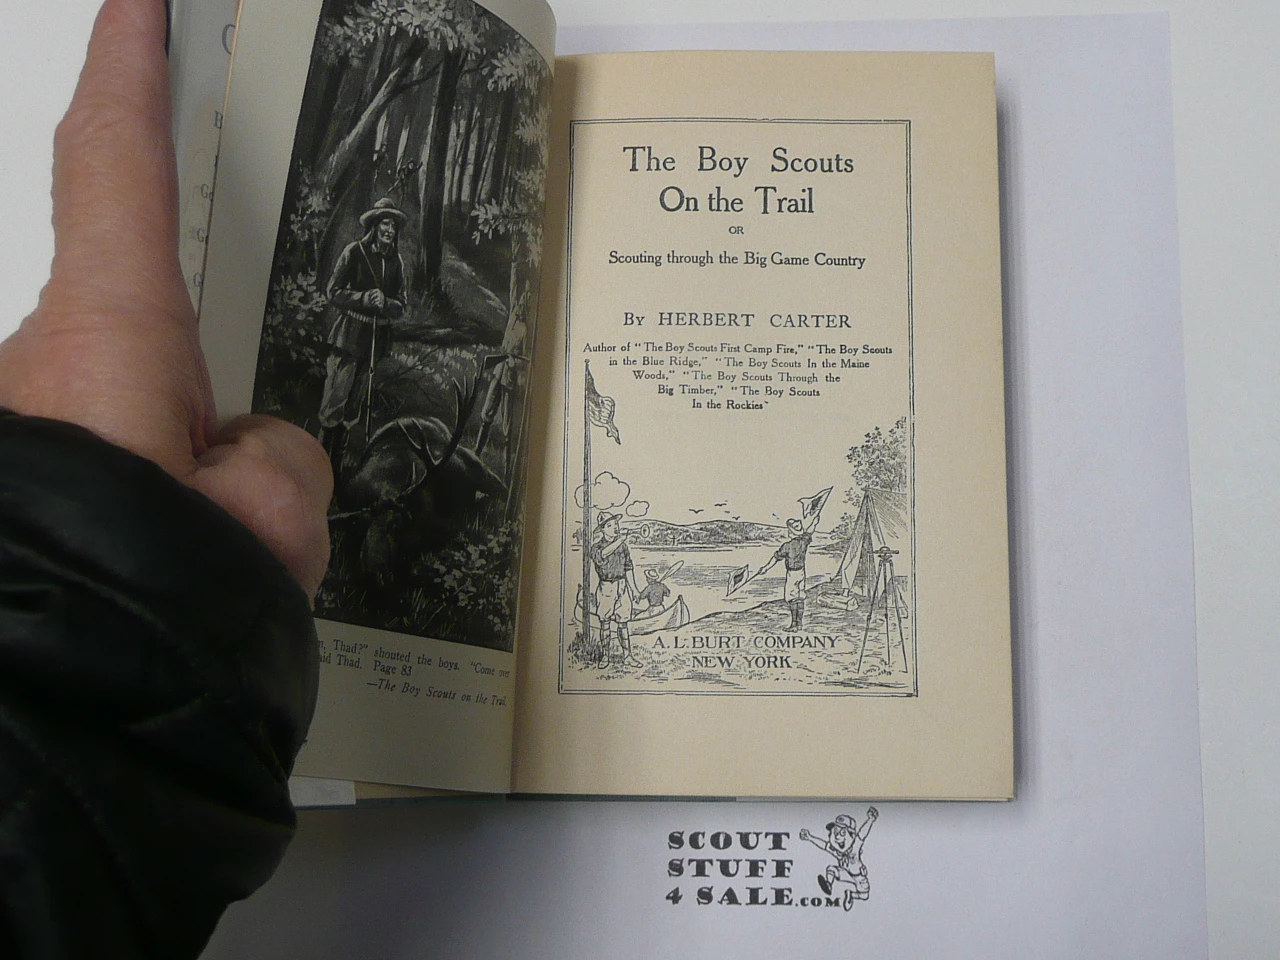 n, Thad?" shouted the boys. "Come over
aid Thad. Page 83
—The Boy Scouts on the Trail.
The Boy Scouts
On the Trail
OR
Scouting through the Big Game Country
By HERBERT CARTER
Author of "The Boy Scouts First Camp Fire," "The Boy Scouts
in the Blue Ridge," "The Boy Scouts In the Maine
Woods," "The Boy Scouts Through the
Big Timber," "The Boy Scouts
In the Rockies"
A. L. BURT COMPANY
NEW YORK
SCOUT
STUFF
4 SALE.COM